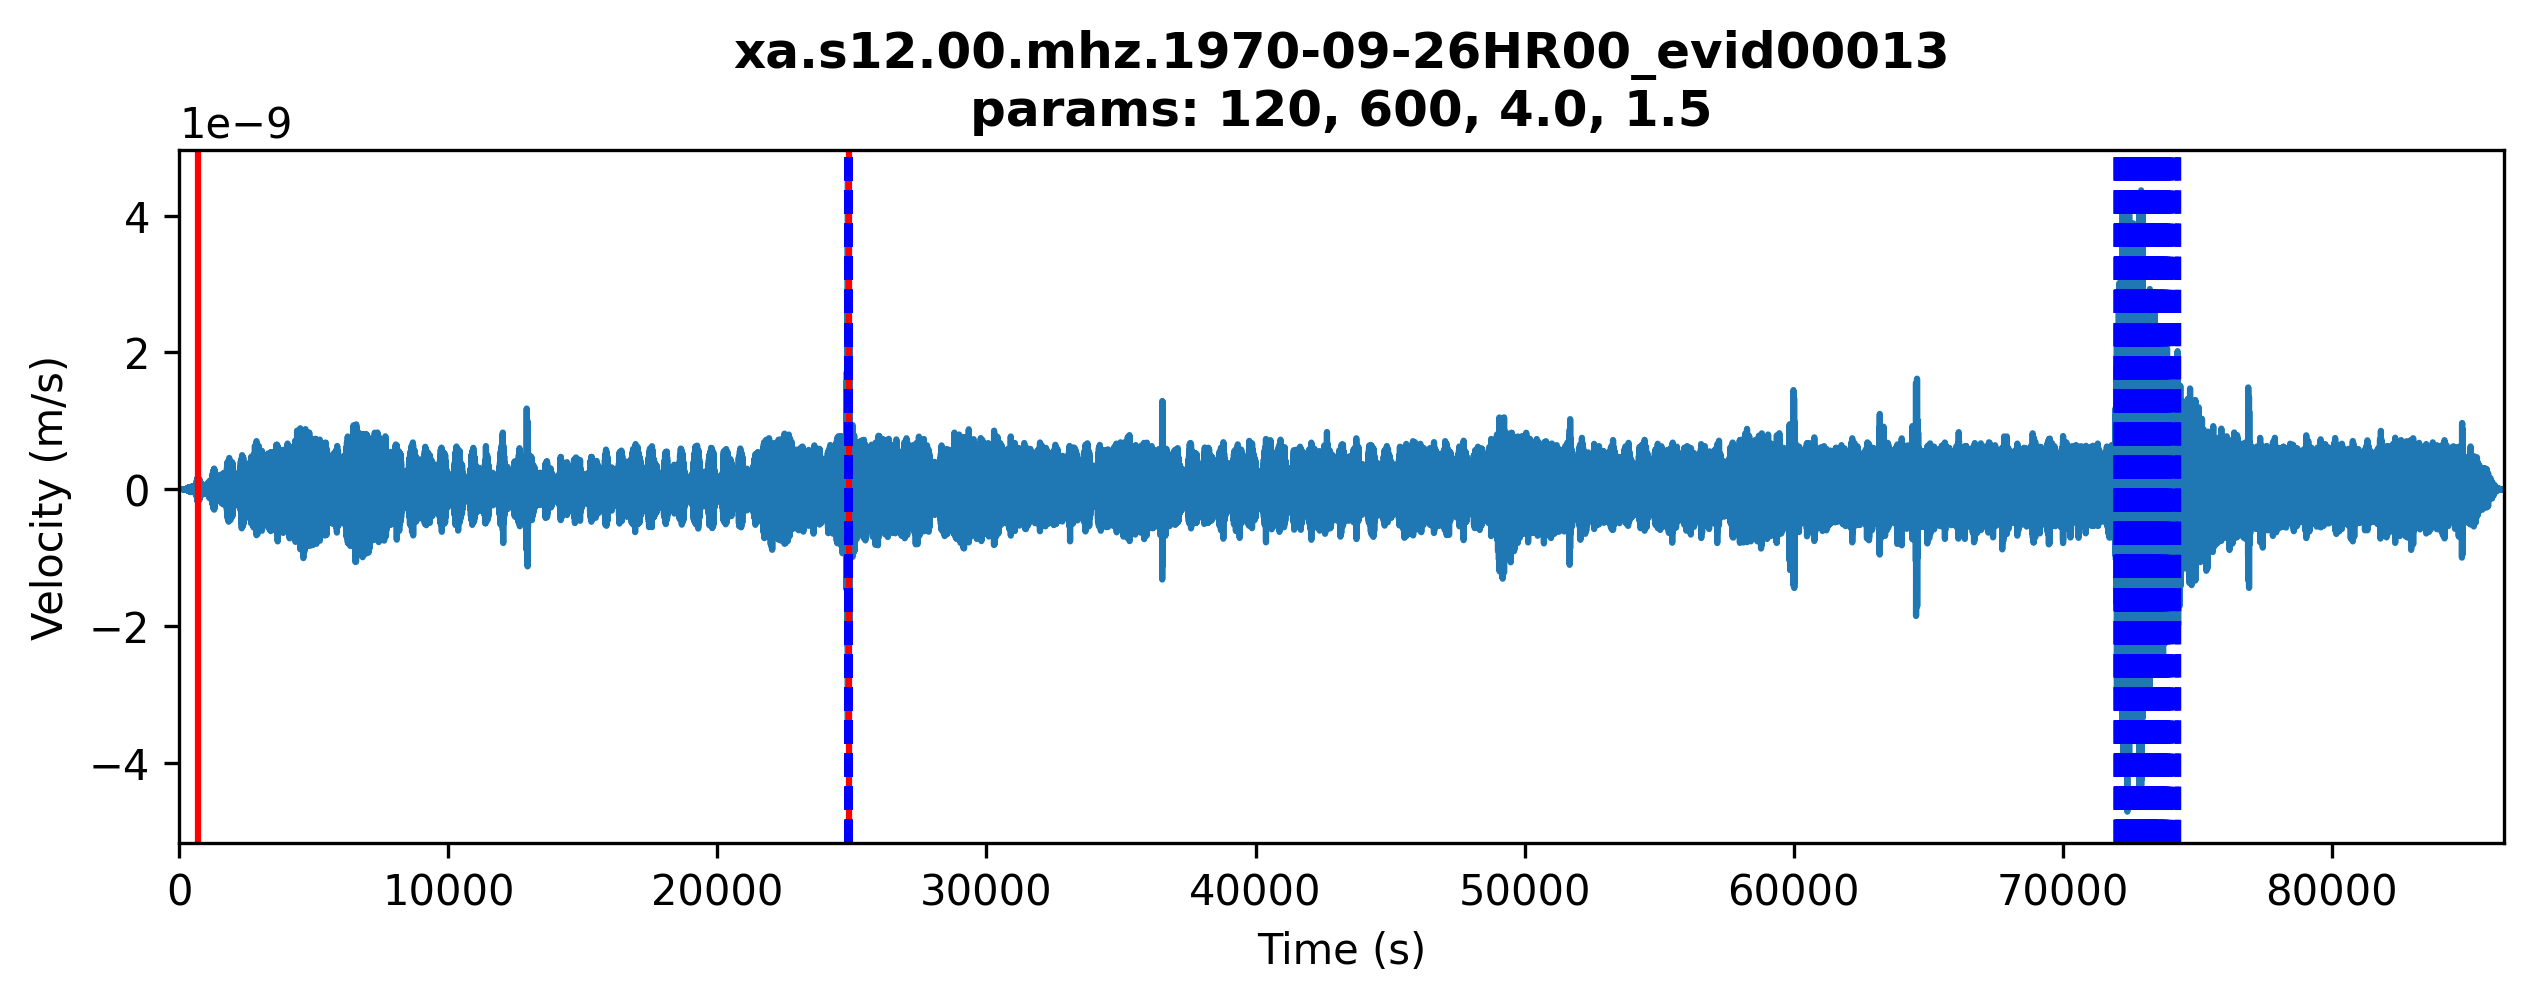 xa.s12.00.mhz.1970-09-26HR00_evid00013
params: 120, 600, 4.0, 1.5
1e−9
4
2
0
−2
−4
Velocity (m/s)
0 10000 20000 30000 40000 50000 60000 70000 80000
Time (s)